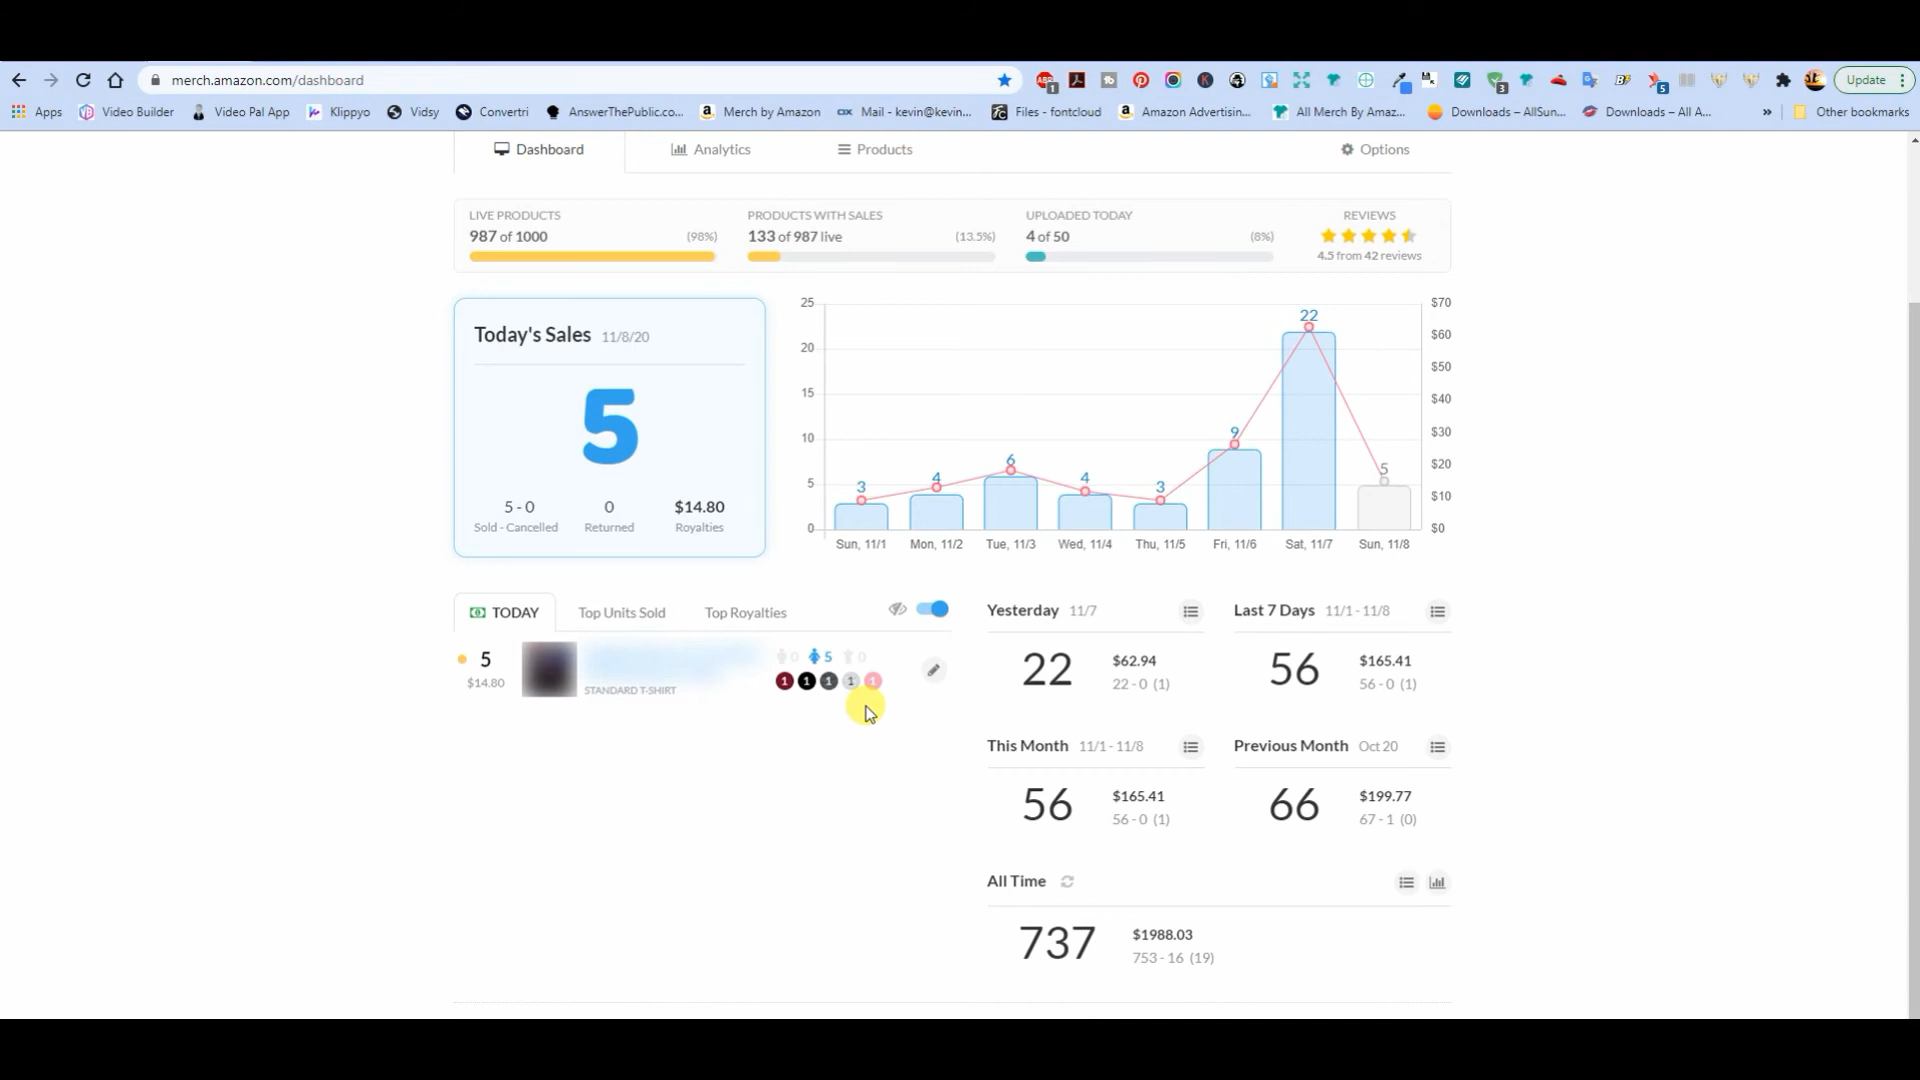 merch.amazon.com/dashboard
1
3
5
Update
Apps
Video Builder
Video Pal App
Klippyo
Vidsy
Convertri
AnswerThePublic.co...
Merch by Amazon
Mail - kevin@kevin...
Files - fontcloud
Amazon Advertisin...
All Merch By Amaz...
Downloads – AllSun...
Downloads – All A...
»
Other bookmarks
Dashboard
Analytics
Products
Options
LIVE PRODUCTS
987 of 1000 (98%)
PRODUCTS WITH SALES
133 of 987 live (13.5%)
UPLOADED TODAY
4 of 50 (8%)
REVIEWS
4.5 from 42 reviews
Today's Sales 11/8/20
5
5 - 0 0 $14.80
Sold - Cancelled Returned Royalties
25
20
15
10
5
0
3
4
6
4
3
9
22
5
$70
$60
$50
$40
$30
$20
$10
$0
Sun, 11/1 Mon, 11/2 Tue, 11/3 Wed, 11/4 Thu, 11/5 Fri, 11/6 Sat, 11/7 Sun, 11/8
TODAY Top Units Sold Top Royalties
5
$14.80
STANDARD T-SHIRT
0 5 0
1 1 1 1 1
Yesterday 11/7
22 $62.94
22 - 0 (1)
Last 7 Days 11/1 - 11/8
56 $165.41
56 - 0 (1)
This Month 11/1 - 11/8
56 $165.41
56 - 0 (1)
Previous Month Oct 20
66 $199.77
67 - 1 (0)
All Time
737 $1988.03
753 - 16 (19)